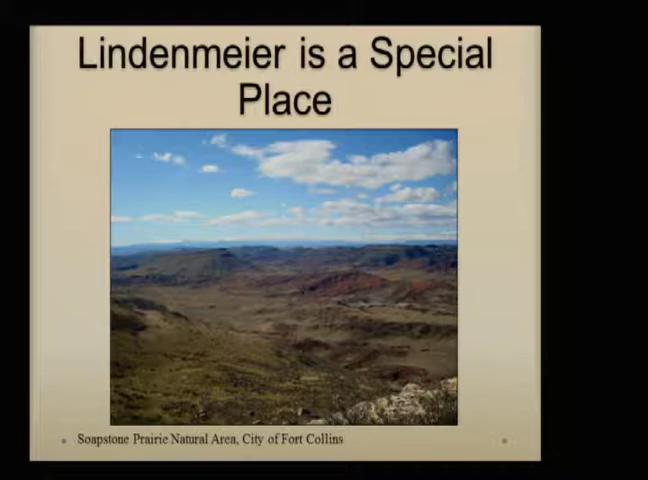 Lindenmeier is a Special
Place
Soapstone Prairie Natural Area, City of Fort Collins